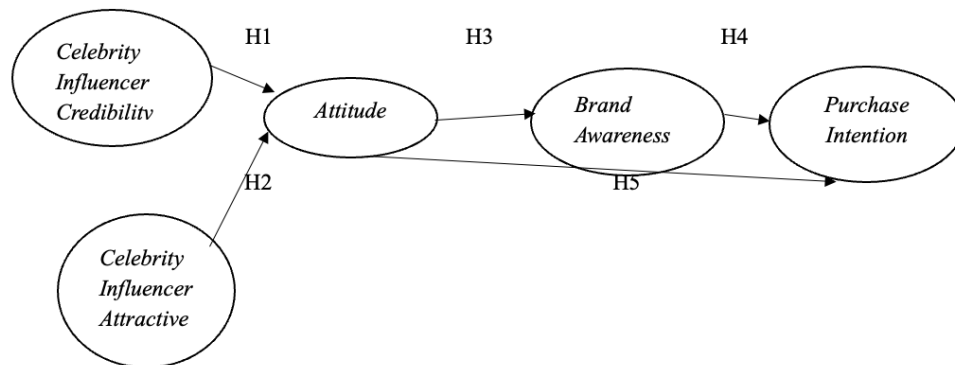 H1
H3
H4
Celebrity
Influencer
Credibility
Attitude
Brand
Awareness
Purchase
Intention
H2
H5
Celebrity
Influencer
Attractive